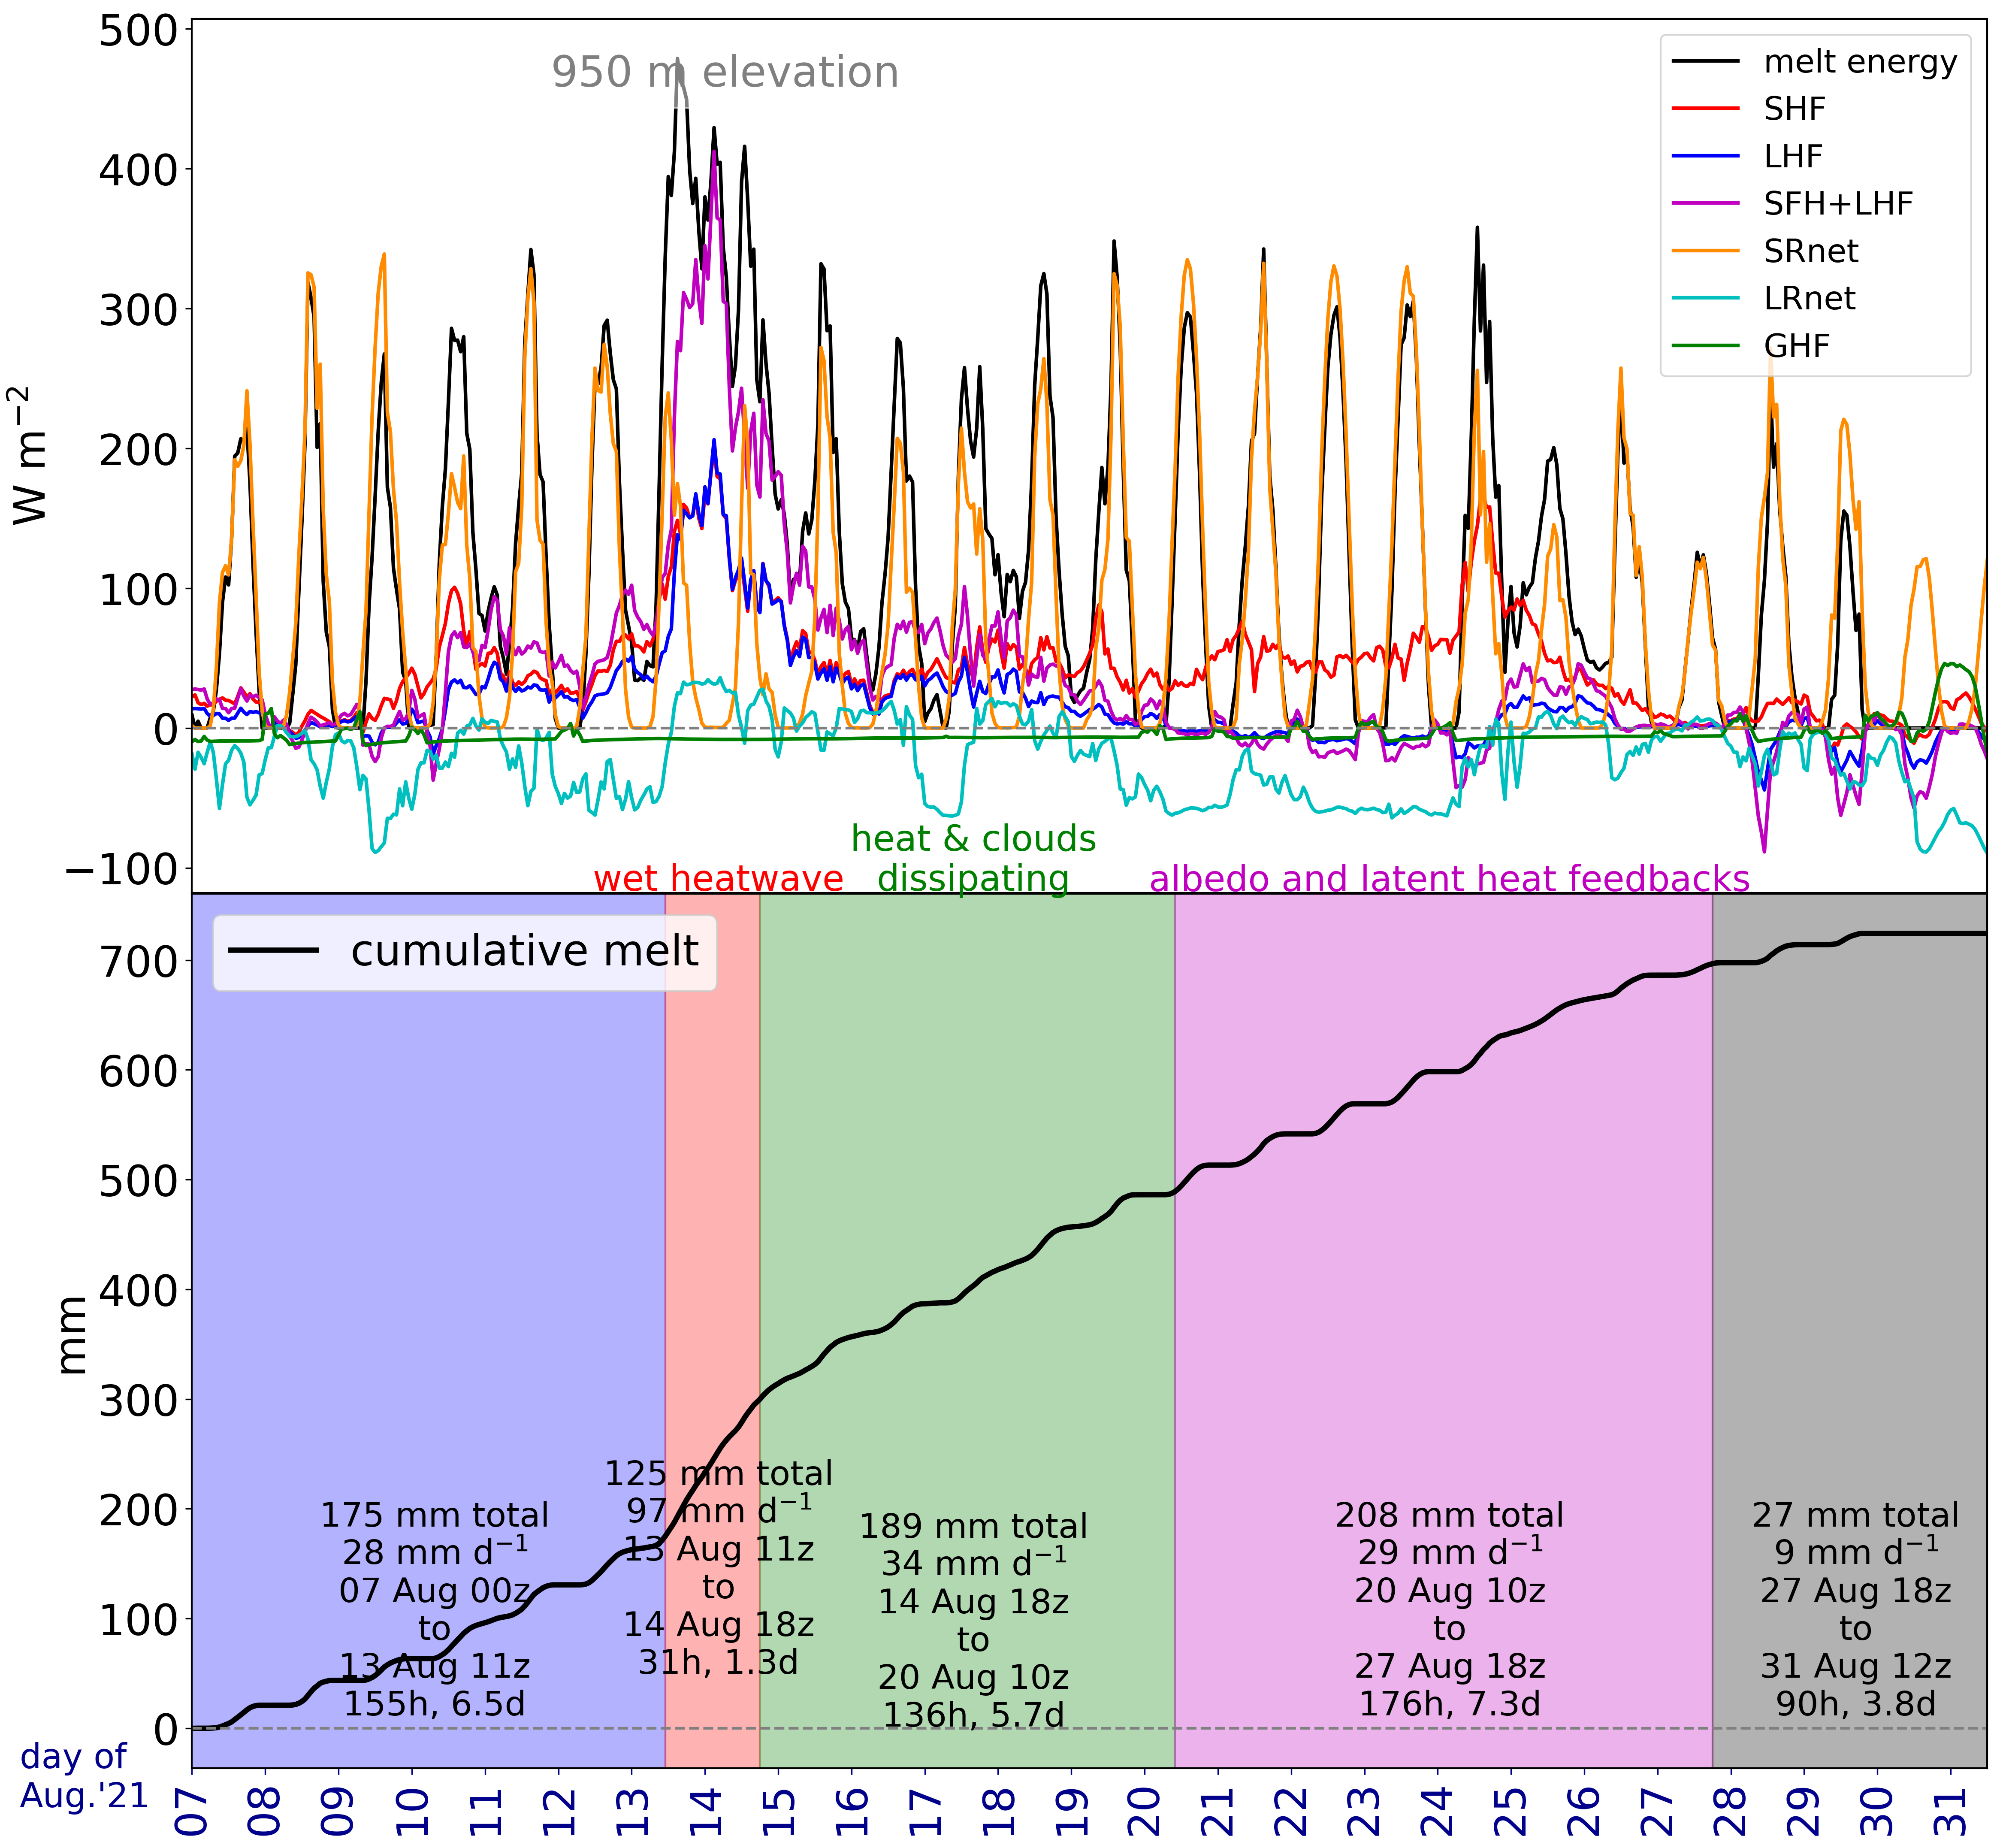 950 m elevation
500
400
300
200
100
0
−100
W m⁻²
melt energy
SHF
LHF
SFH+LHF
SRnet
LRnet
GHF
wet heatwave
heat & clouds
dissipating
albedo and latent heat feedbacks
cumulative melt
700
600
500
400
300
200
100
0
mm
175 mm total
28 mm d⁻¹
07 Aug 00z
to
13 Aug 11z
155h, 6.5d
125 mm total
97 mm d⁻¹
13 Aug 11z
to
14 Aug 18z
31h, 1.3d
189 mm total
34 mm d⁻¹
14 Aug 18z
to
20 Aug 10z
136h, 5.7d
208 mm total
29 mm d⁻¹
20 Aug 10z
to
27 Aug 18z
176h, 7.3d
27 mm total
9 mm d⁻¹
27 Aug 18z
to
31 Aug 12z
90h, 3.8d
day of
Aug.'21
07 08 09 10 11 12 13 14 15 16 17 18 19 20 21 22 23 24 25 26 27 28 29 30 31